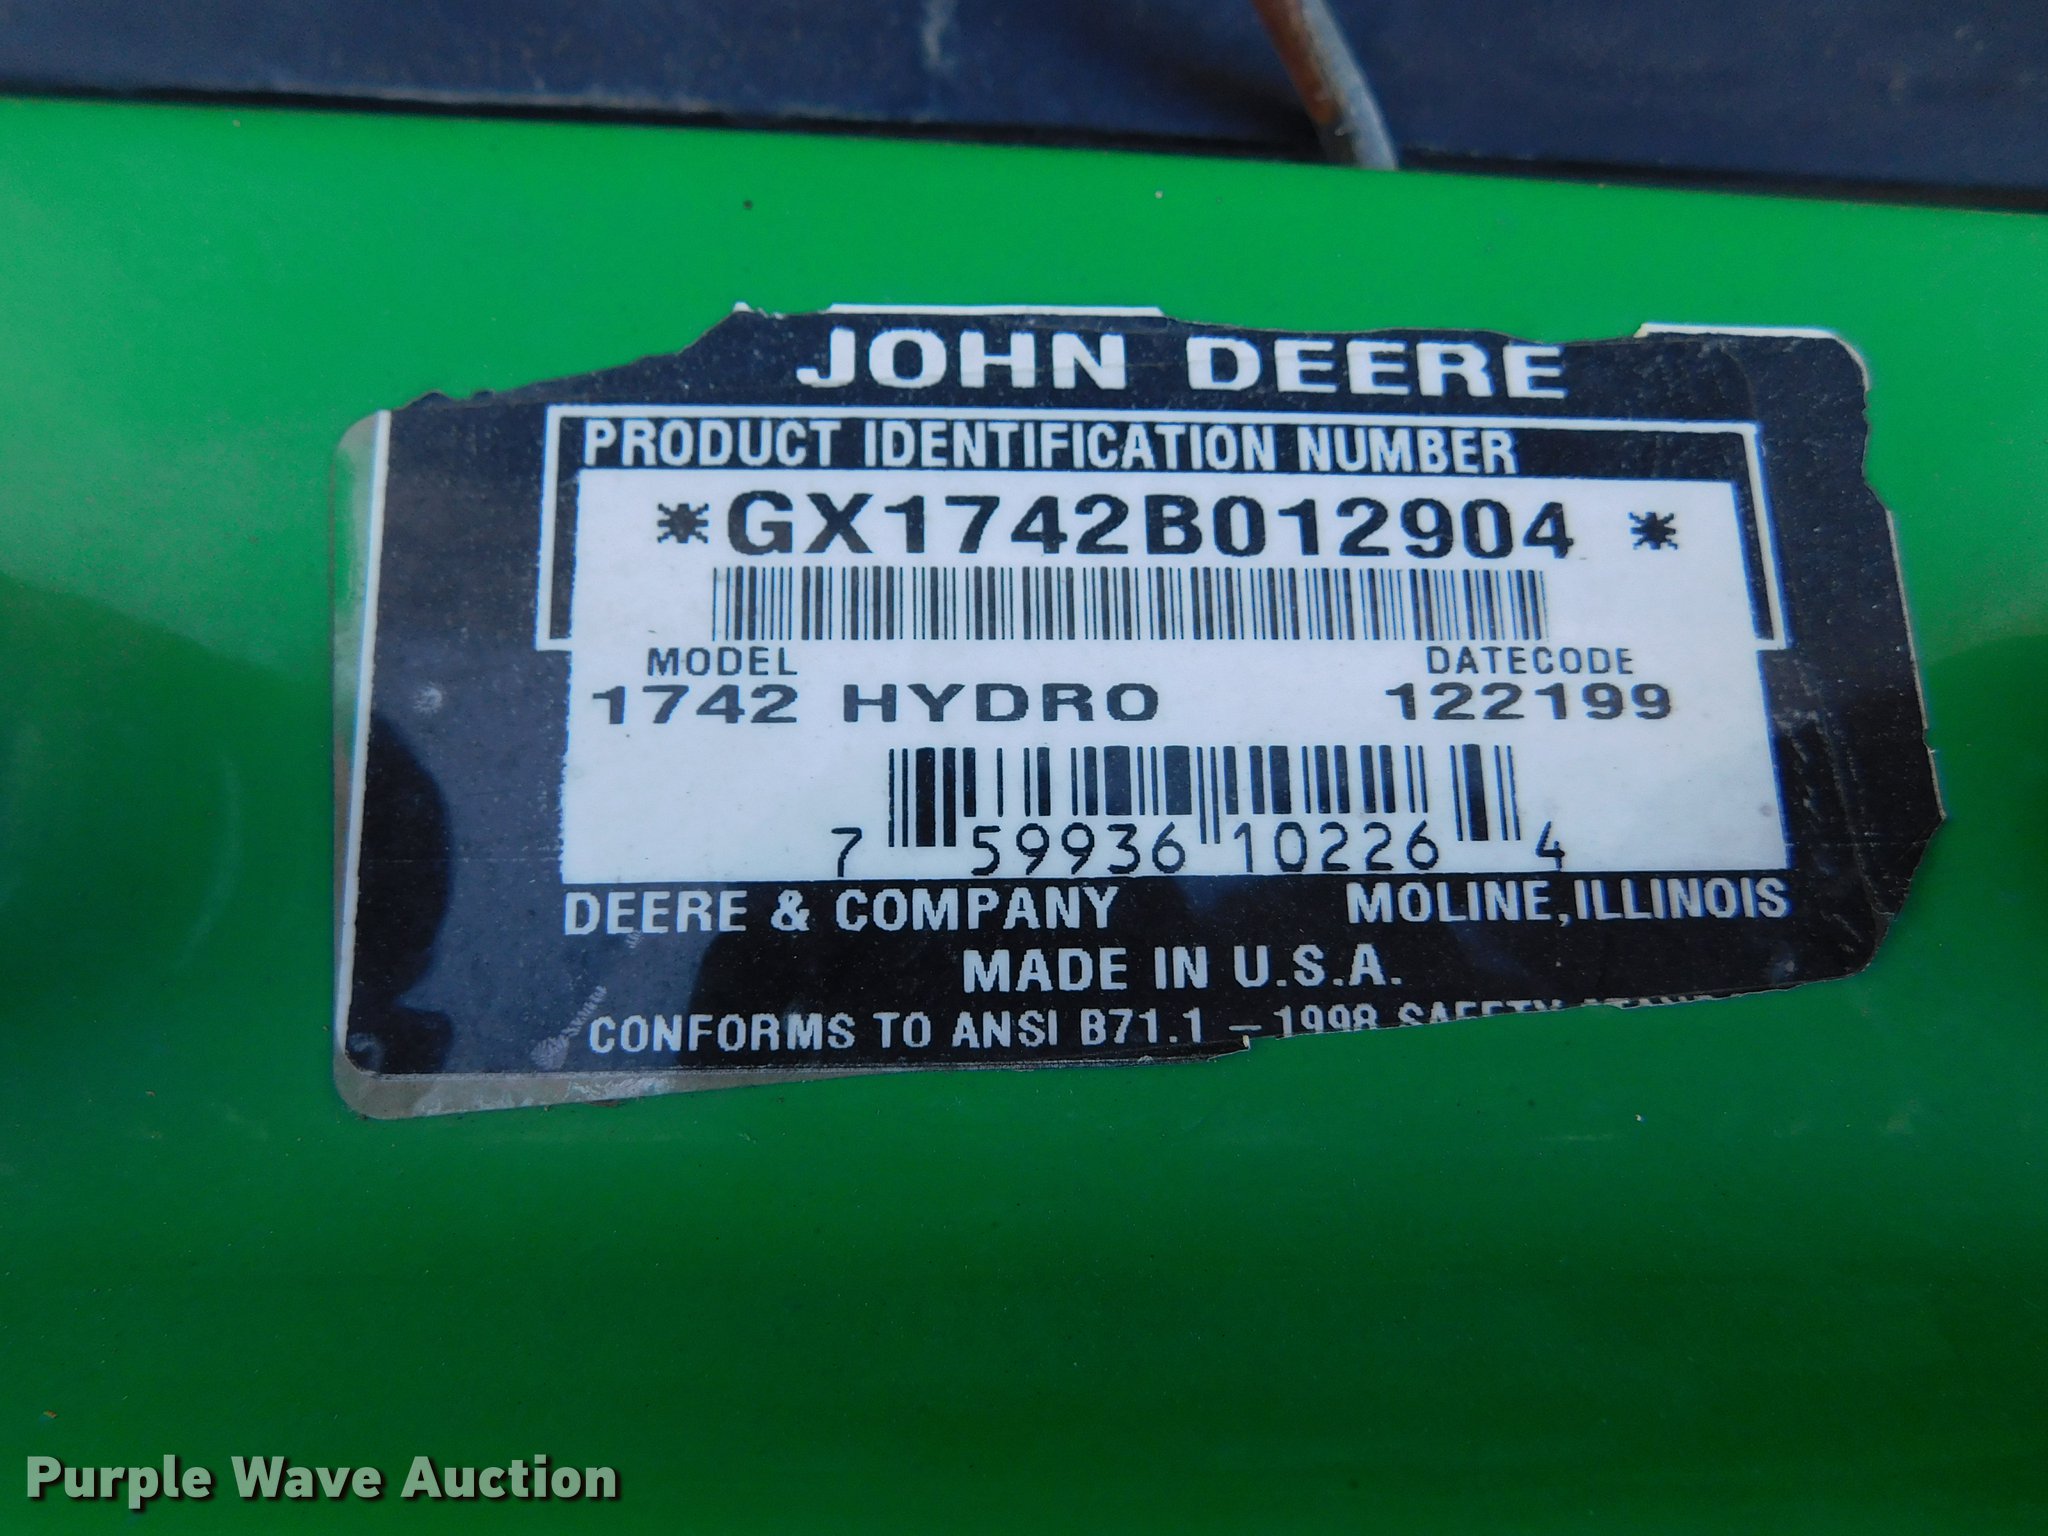 JOHN DEERE
PRODUCT IDENTIFICATION NUMBER
*GX1742B012904 *
MODEL DATECODE
1742 HYDRO 122199
7 59936 10226 4
DEERE & COMPANY MOLINE, ILLINOIS
MADE IN U.S.A.
CONFORMS TO ANSI B71.1 – 1998 SAFETY
Purple Wave Auction